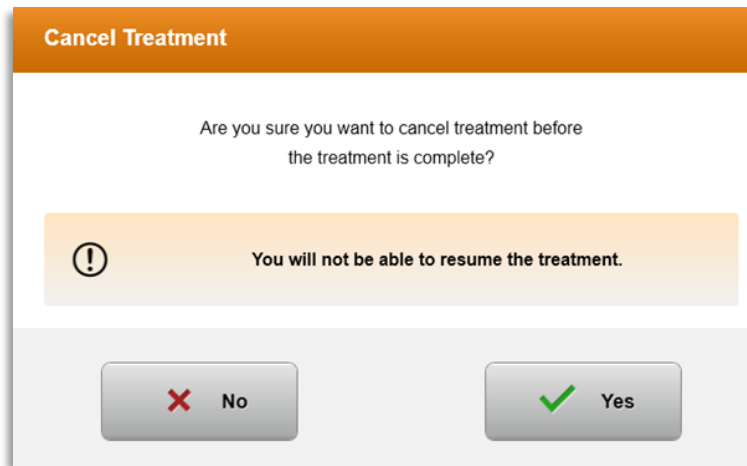 Cancel Treatment
Are you sure you want to cancel treatment before
the treatment is complete?
You will not be able to resume the treatment.
No
Yes